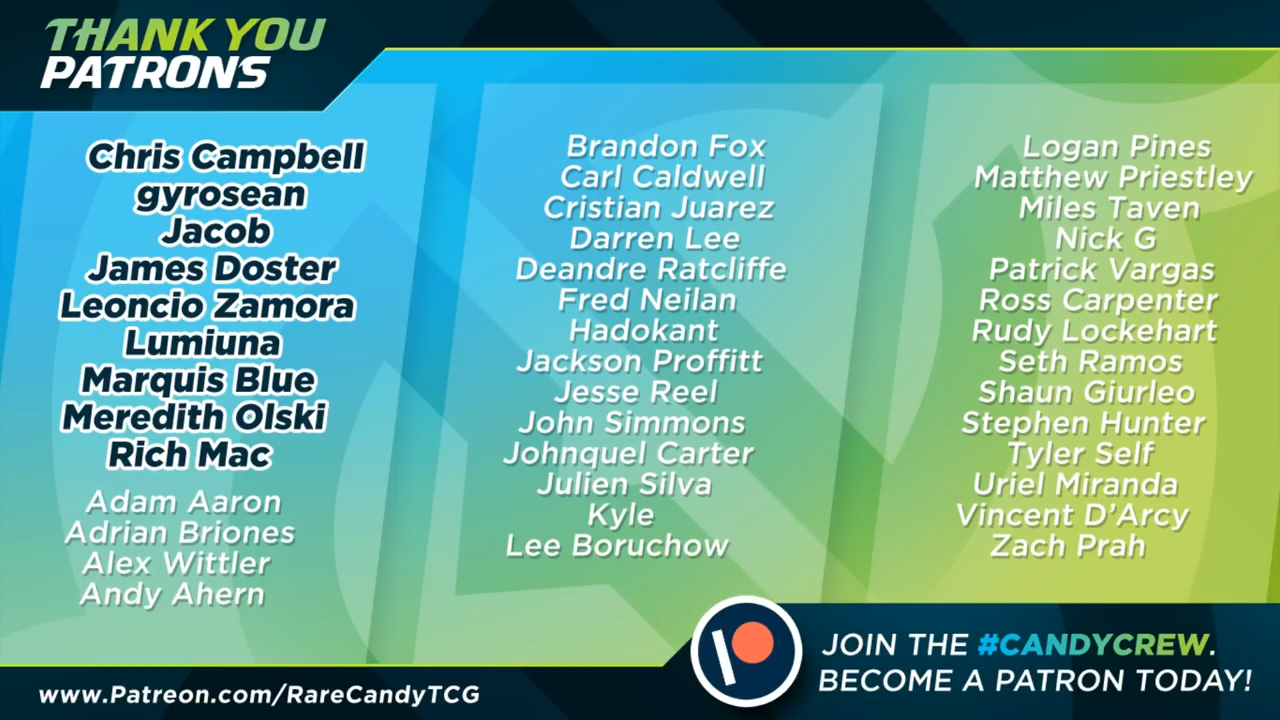 THANK YOU
PATRONS
Chris Campbell
gyrosean
Jacob
James Doster
Leoncio Zamora
Lumiuna
Marquis Blue
Meredith Olski
Rich Mac
Adam Aaron
Adrian Briones
Alex Wittler
Andy Ahern
Brandon Fox
Carl Caldwell
Cristian Juarez
Darren Lee
Deandre Ratcliffe
Fred Neilan
Hadokant
Jackson Proffitt
Jesse Reel
John Simmons
Johnquel Carter
Julien Silva
Kyle
Lee Boruchow
Logan Pines
Matthew Priestley
Miles Taven
Nick G
Patrick Vargas
Ross Carpenter
Rudy Lockehart
Seth Ramos
Shaun Giurleo
Stephen Hunter
Tyler Self
Uriel Miranda
Vincent D'Arcy
Zach Prah
www.Patreon.com/RareCandyTCG
JOIN THE #CANDYCREW.
BECOME A PATRON TODAY!